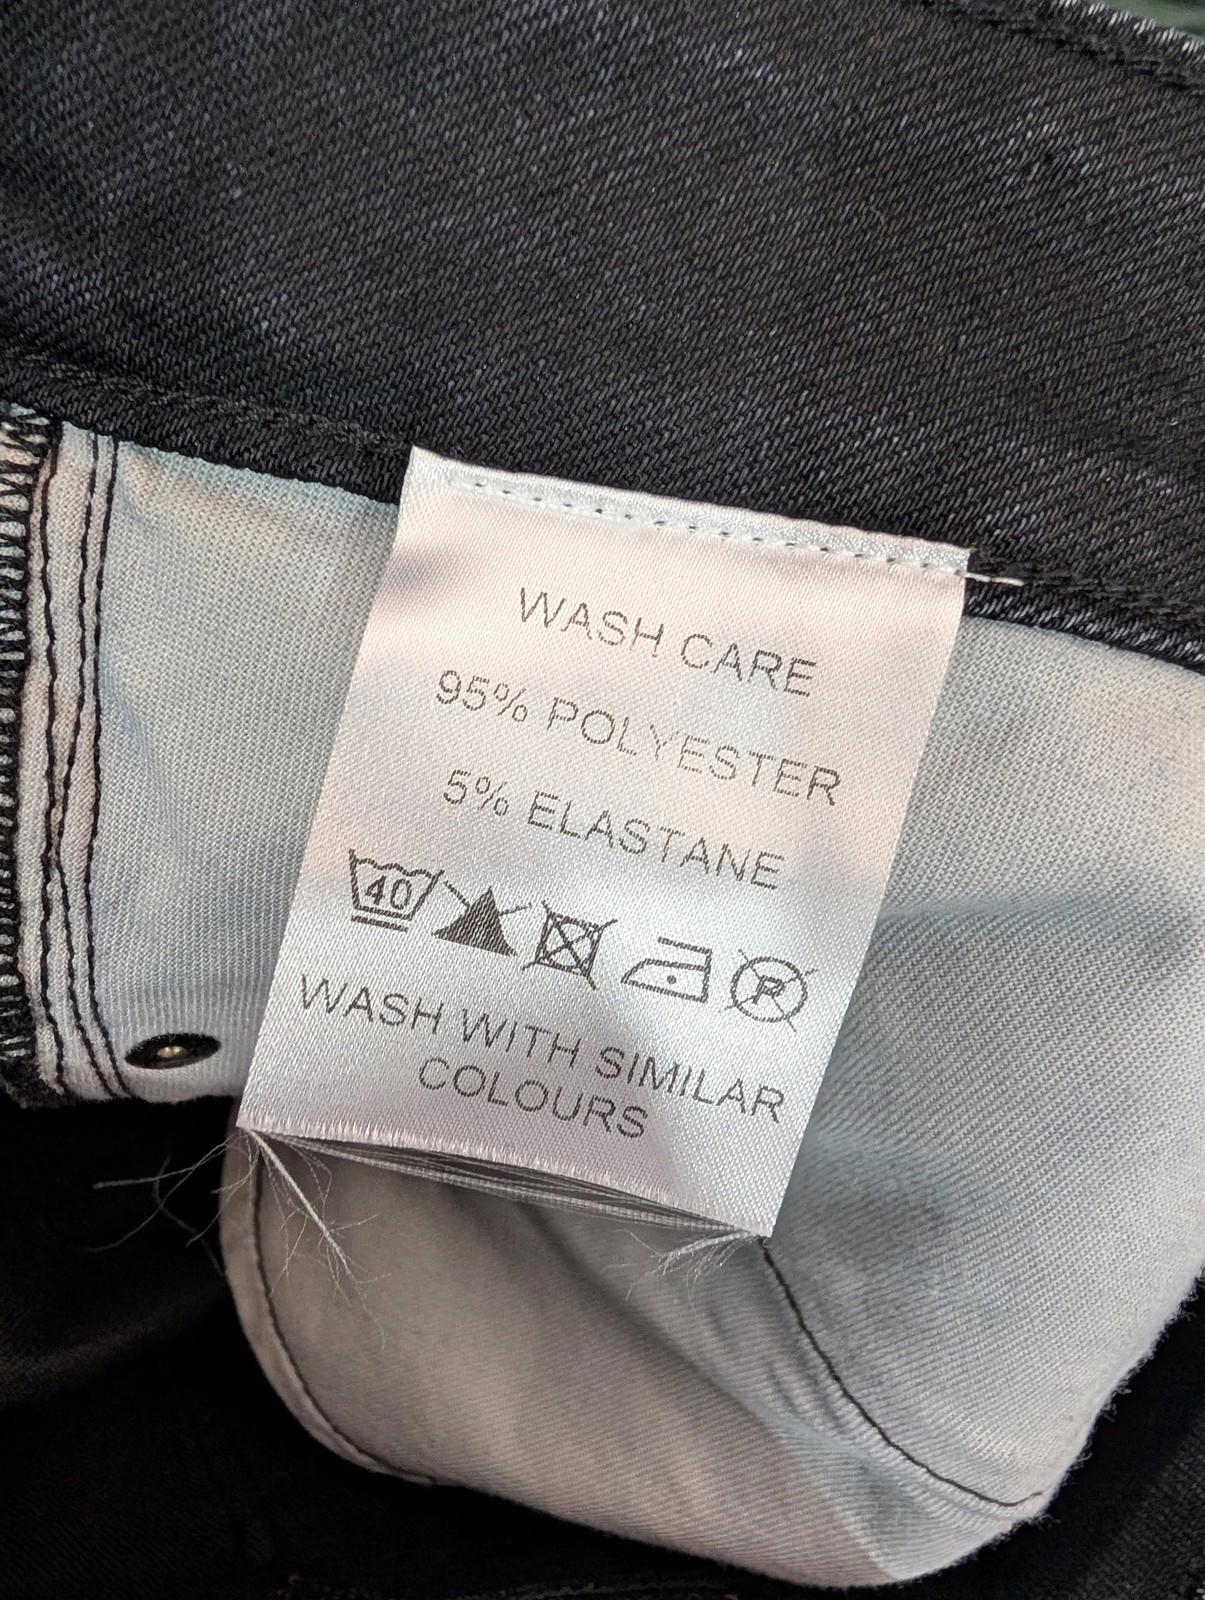 WASH CARE
95% POLYESTER
5% ELASTANE
40 P
WASH WITH SIMILAR
COLOURS